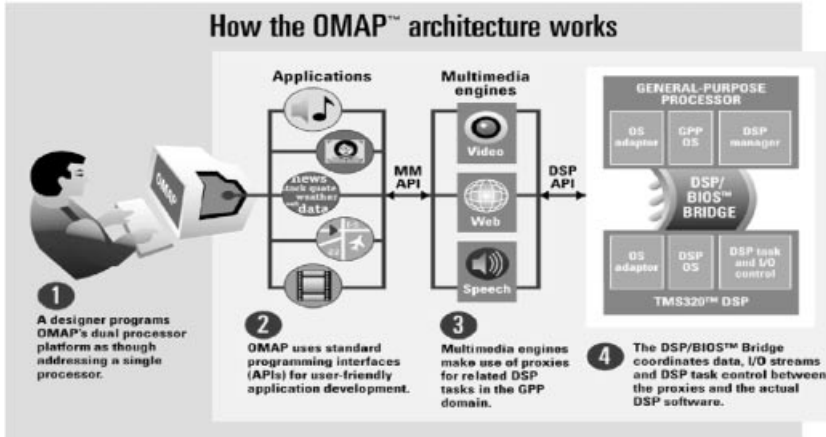 How the OMAP™ architecture works
Applications
Multimedia
engines
GENERAL-PURPOSE
PROCESSOR
OS
adaptor
GPP
OS
DSP
manager
Video
OMAP
news
stock quote
weather
data
MM
API
DSP
API
DSP/
BIOS™
BRIDGE
Web
OS
adaptor
DSP
OS
DSP task
and I/O
control
Speech
TMS320™ DSP
1
A designer programs
OMAP's dual processor
platform as though
addressing a single
processor.
2
OMAP uses standard
programming interfaces
(APIs) for user-friendly
application development.
3
Multimedia engines
make use of proxies
for related DSP
tasks in the GPP
domain.
4
The DSP/BIOS™ Bridge
coordinates data, I/O streams
and DSP task control between
the proxies and the actual
DSP software.